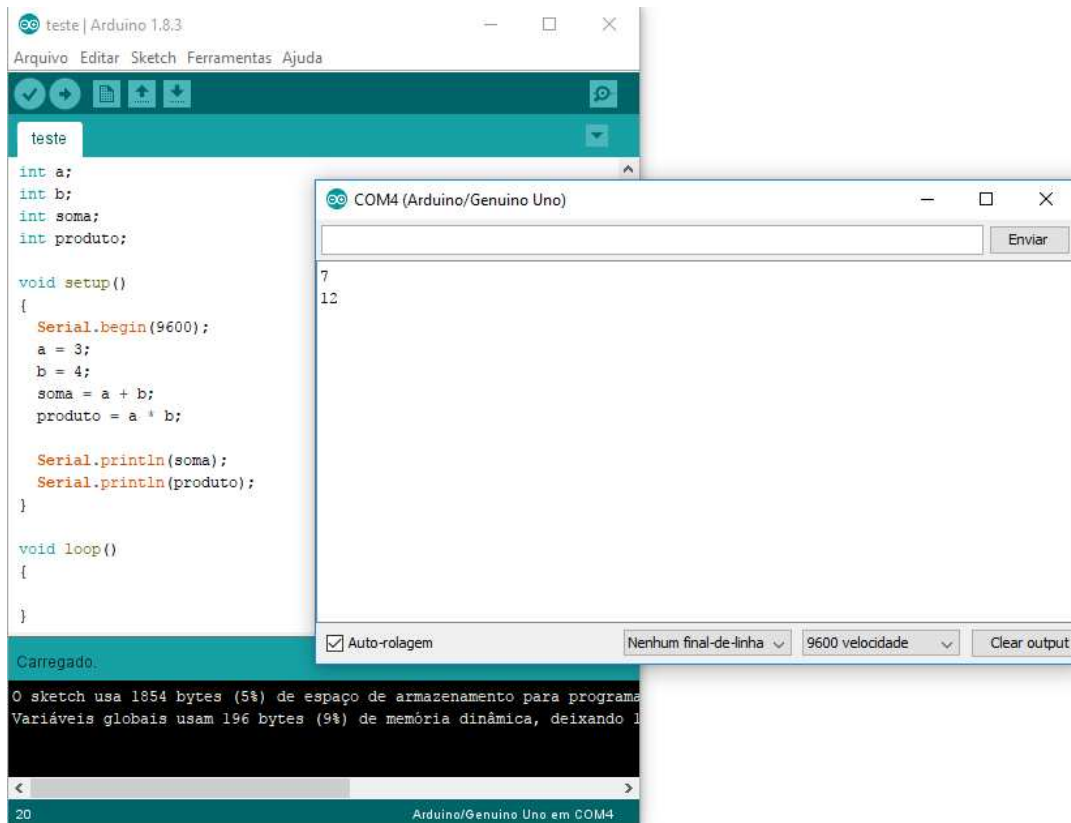 teste | Arduino 1.8.3
Arquivo Editar Sketch Ferramentas Ajuda
teste
int a;
int b;
int soma;
int produto;
void setup()
{
Serial.begin(9600);
a = 3;
b = 4;
soma = a + b;
produto = a * b;
Serial.println(soma);
Serial.println(produto);
}
void loop()
{
}
Carregado.
O sketch usa 1854 bytes (5%) de espaço de armazenamento para programa
Variáveis globais usam 196 bytes (9%) de memória dinâmica, deixando 1
20
Arduino/Genuino Uno em COM4
COM4 (Arduino/Genuino Uno)
Enviar
7
12
Auto-rolagem
Nenhum final-de-linha
9600 velocidade
Clear output